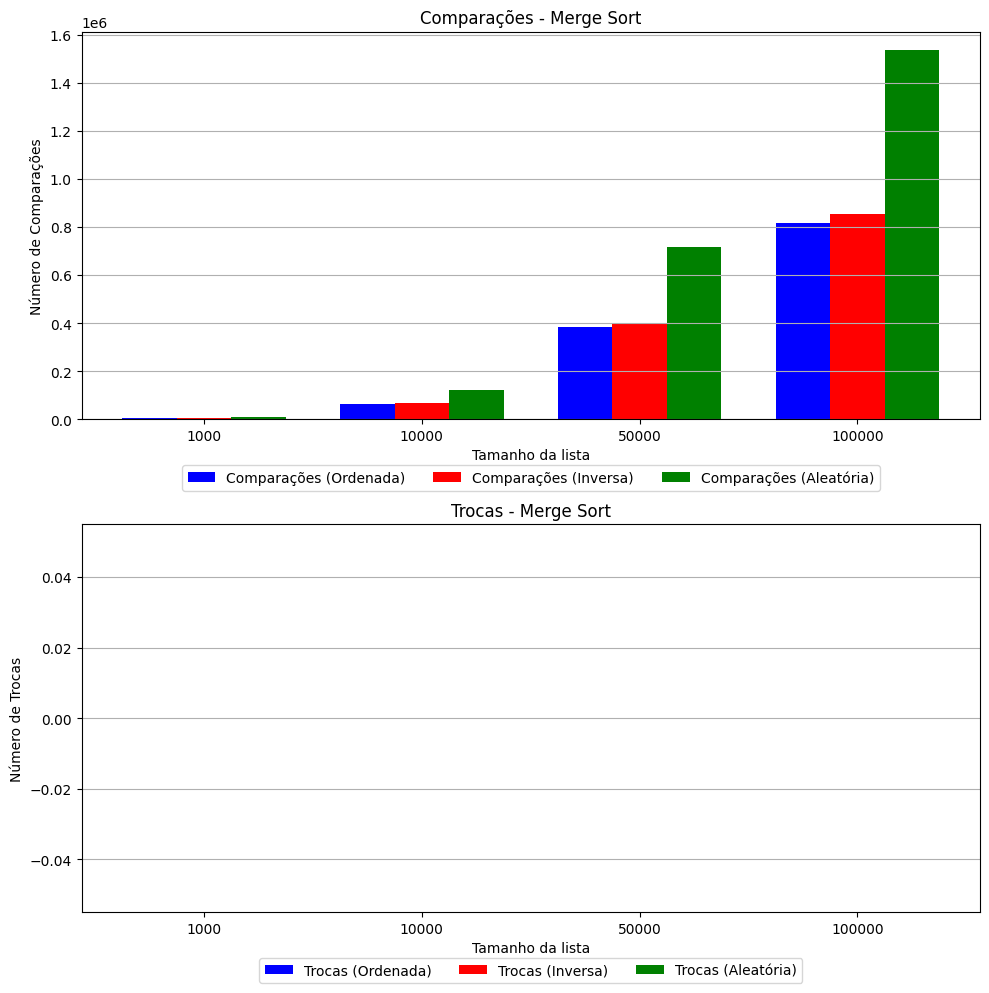 Comparações - Merge Sort
1e6
1.6
1.4
1.2
1.0
0.8
0.6
0.4
0.2
0.0
Número de Comparações
1000 10000 50000 100000
Tamanho da lista
Comparações (Ordenada) Comparações (Inversa) Comparações (Aleatória)
Trocas - Merge Sort
0.04
0.02
0.00
−0.02
−0.04
Número de Trocas
1000 10000 50000 100000
Tamanho da lista
Trocas (Ordenada) Trocas (Inversa) Trocas (Aleatória)